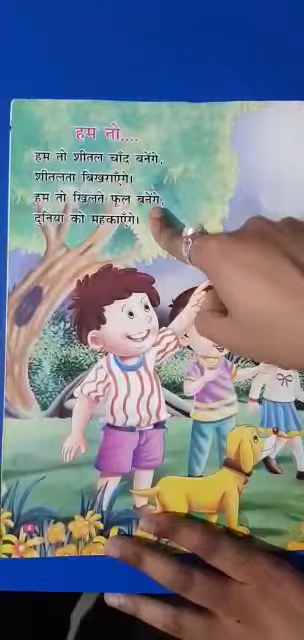 हम तो....
हम तो शीतल चाँद बनेंगे,
शीतलता बिखराएँगे।
हम तो खिलते फूल बनेंगे,
दुनिया को महकाएँगे।